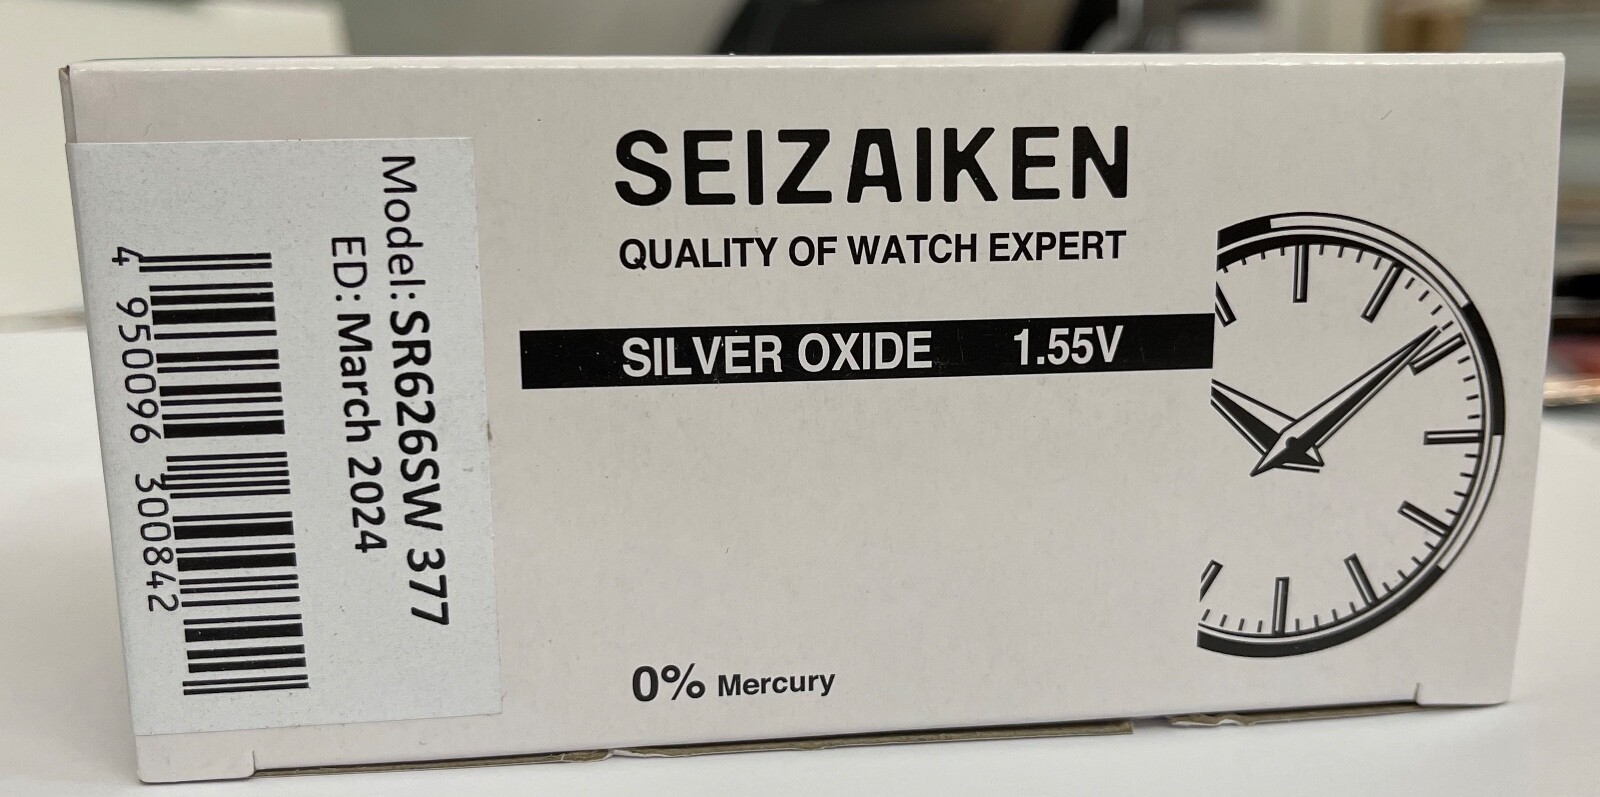 SEIZAIKEN
QUALITY OF WATCH EXPERT
SILVER OXIDE 1.55V
0% Mercury
Model: SR626SW 377
ED: March 2024
4 950096 300842